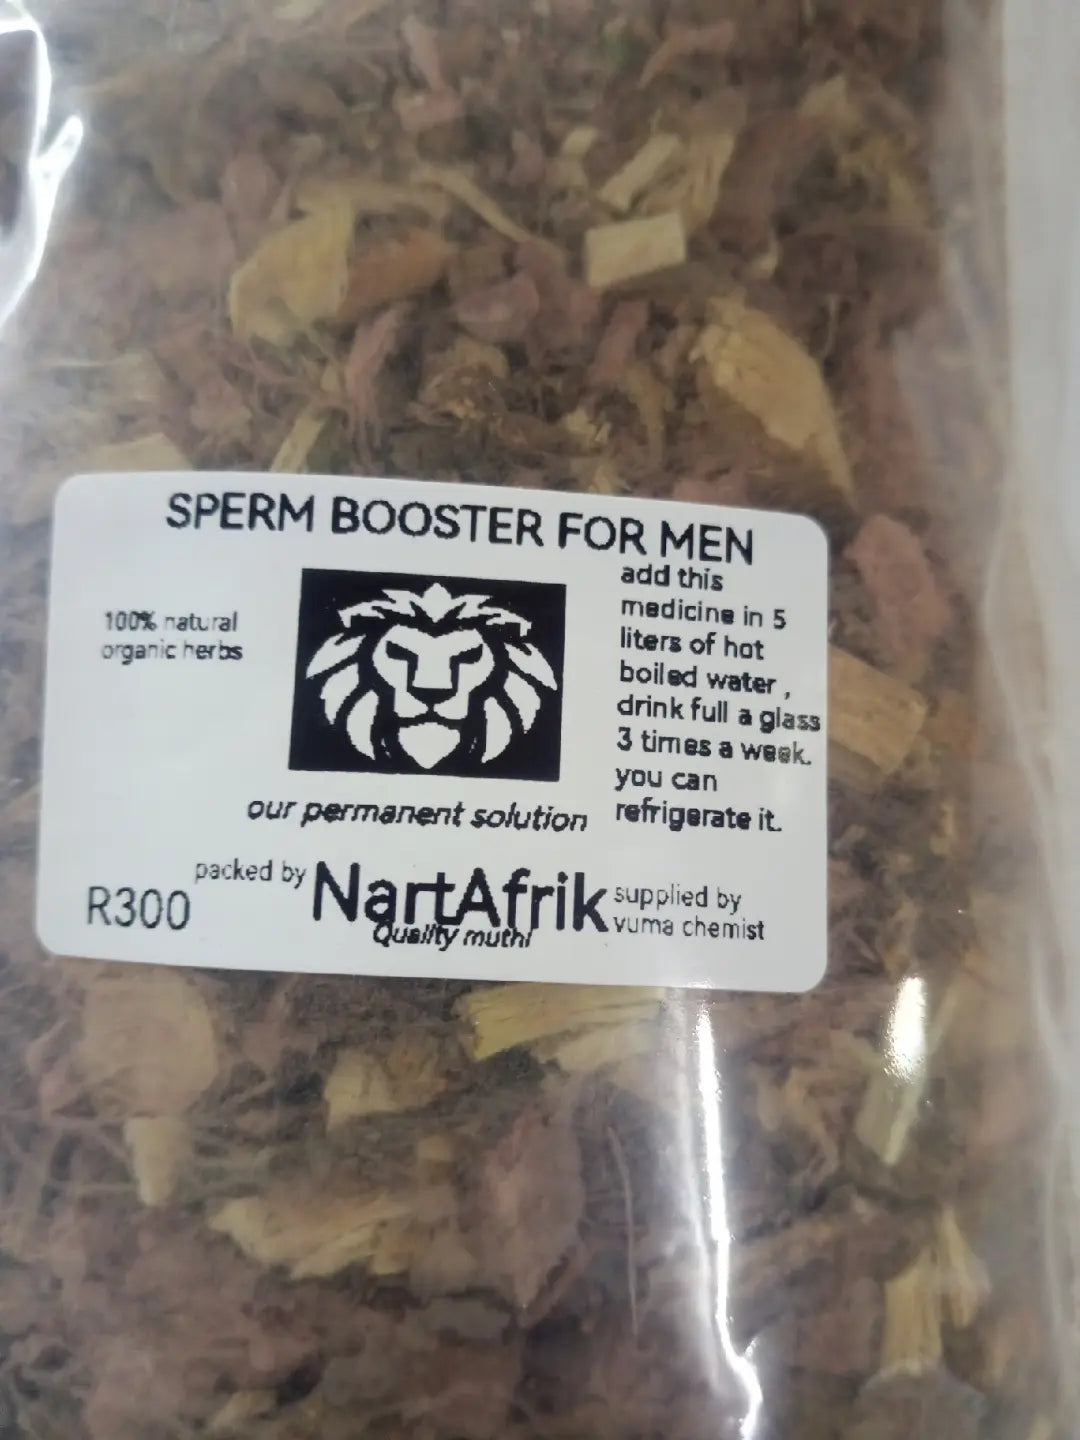 SPERM BOOSTER FOR MEN
100% natural
organic herbs
add this
medicine in 5
liters of hot
boiled water ,
drink full a glass
3 times a week.
you can
refrigerate it.
our permanent solution
R300
packed by
NartAfrik
Quality muthi
supplied by
vuma chemist